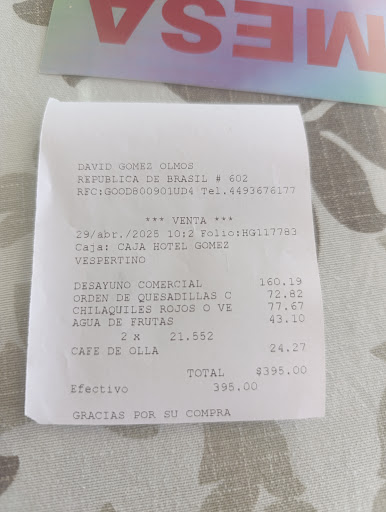 MESA
DAVID GOMEZ OLMOS
REPUBLICA DE BRASIL # 602
RFC:GOOD800901UD4 Tel.4493676177
*** VENTA ***
29/abr./2025 10:2 Folio:HG117783
Caja: CAJA HOTEL GOMEZ
VESPERTINO
DESAYUNO COMERCIAL 160.19
ORDEN DE QUESADILLAS C 72.82
CHILAQUILES ROJOS O VE 77.67
AGUA DE FRUTAS 43.10
2 x 21.552
CAFE DE OLLA 24.27
TOTAL $395.00
Efectivo 395.00
GRACIAS POR SU COMPRA